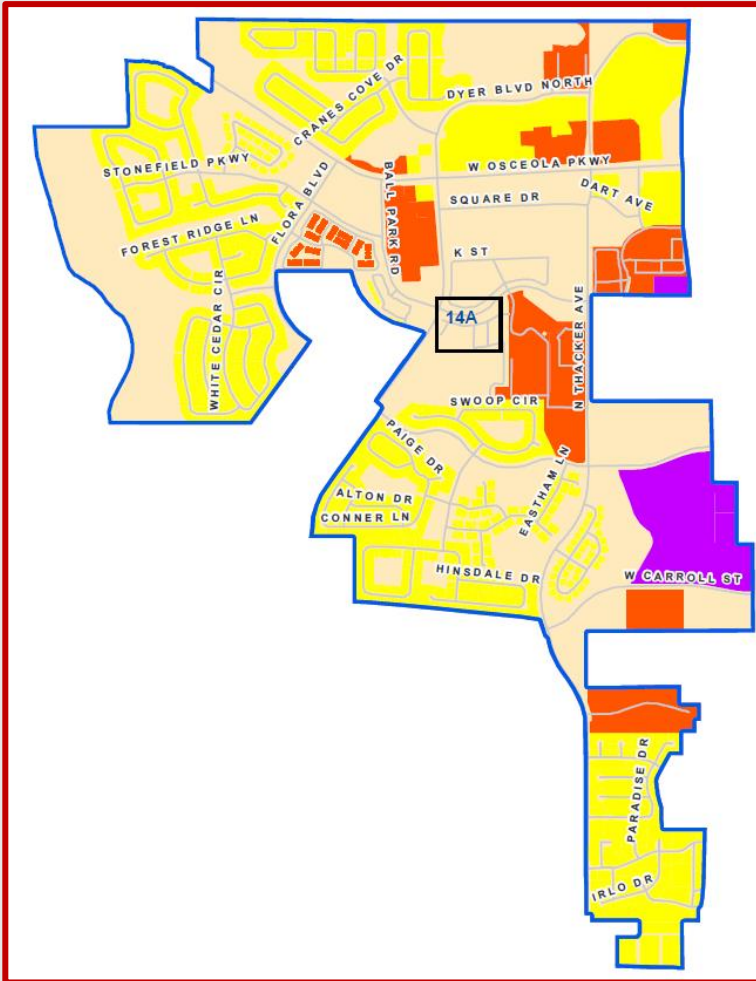 CRANES COVE DR
DYER BLVD NORTH
STONEFIELD PKWY
W OSCEOLA PKWY
SQUARE DR
DART AVE
FLORA BLVD
BALL PARK RD
FOREST RIDGE LN
K ST
WHITE CEDAR CIR
14A
N THACKER AVE
SWOOP CIR
PAIGE DR
EASTHAM LN
ALTON DR
CONNER LN
HINSDALE DR
W CARROLL ST
PARADISE DR
IRLO DR